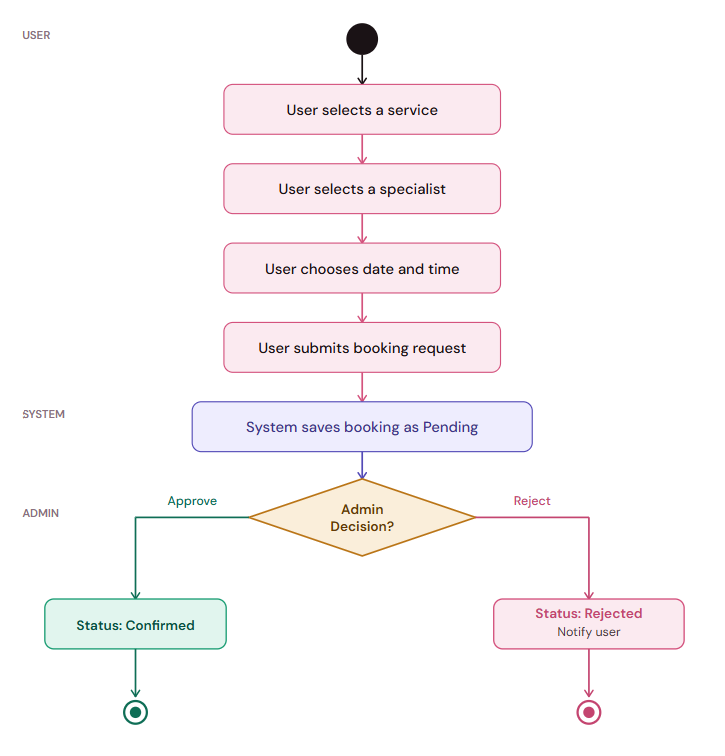 USER
User selects a service
User selects a specialist
User chooses date and time
User submits booking request
SYSTEM
System saves booking as Pending
ADMIN
Approve
Admin
Decision?
Reject
Status: Confirmed
Status: Rejected
Notify user